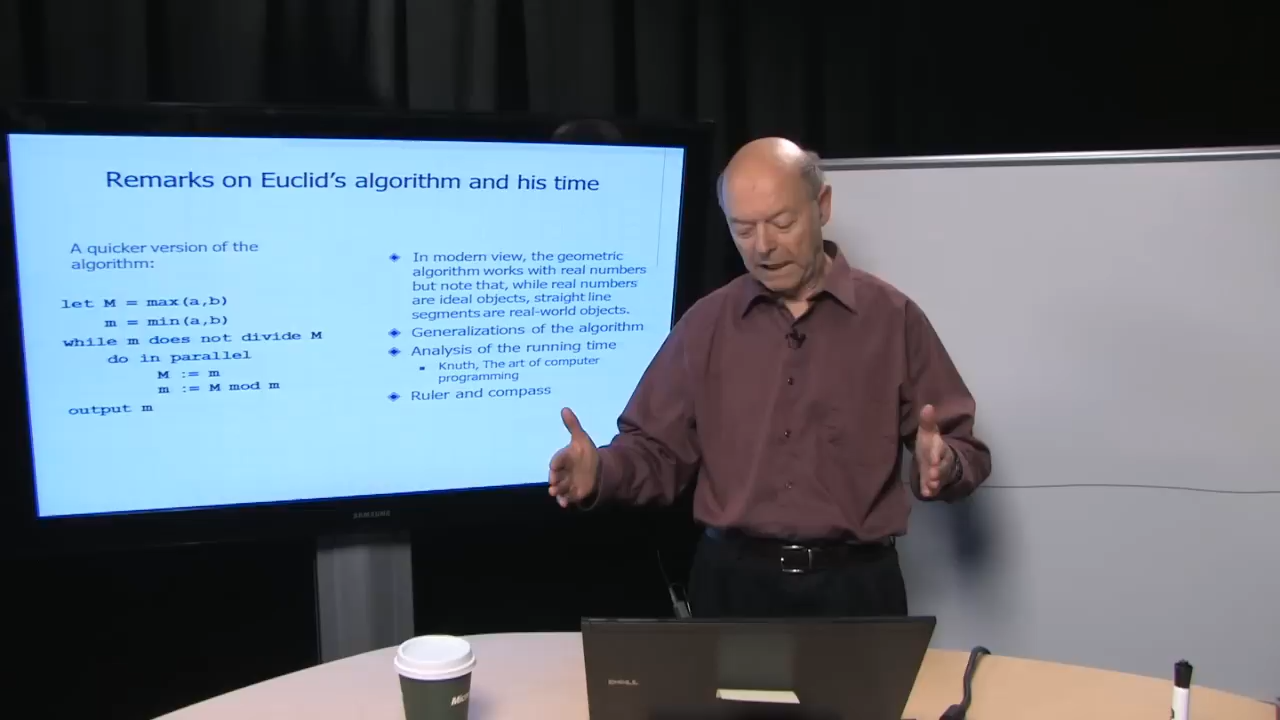 Remarks on Euclid's algorithm and his time
A quicker version of the
algorithm:
let M = max(a,b)
m = min(a,b)
while m does not divide M
do in parallel
M := m
m := M mod m
output m
In modern view, the geometric
algorithm works with real numbers
but note that, while real numbers
are ideal objects, straight line
segments are real-world objects.
Generalizations of the algorithm
Analysis of the running time
Knuth, The art of computer
programming
Ruler and compass
SAMSUNG
DELL